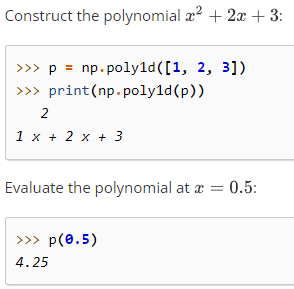 Construct the polynomial x² + 2x + 3:
>>> p = np.poly1d([1, 2, 3])
>>> print(np.poly1d(p))
   2
1 x + 2 x + 3
Evaluate the polynomial at x = 0.5:
>>> p(0.5)
4.25